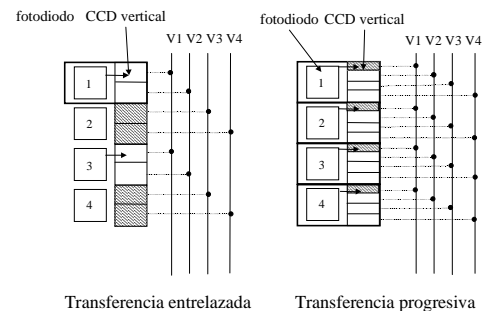 fotodiodo CCD vertical
V1 V2 V3 V4
1
2
3
4
Transferencia entrelazada
fotodiodo CCD vertical
V1 V2 V3 V4
1
2
3
4
Transferencia progresiva